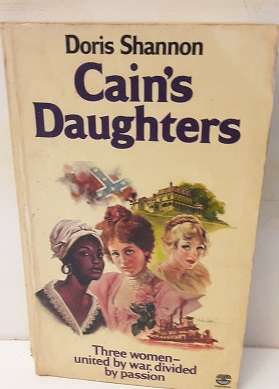 Doris Shannon
Cain's
Daughters
Three women–
united by war, divided
by passion